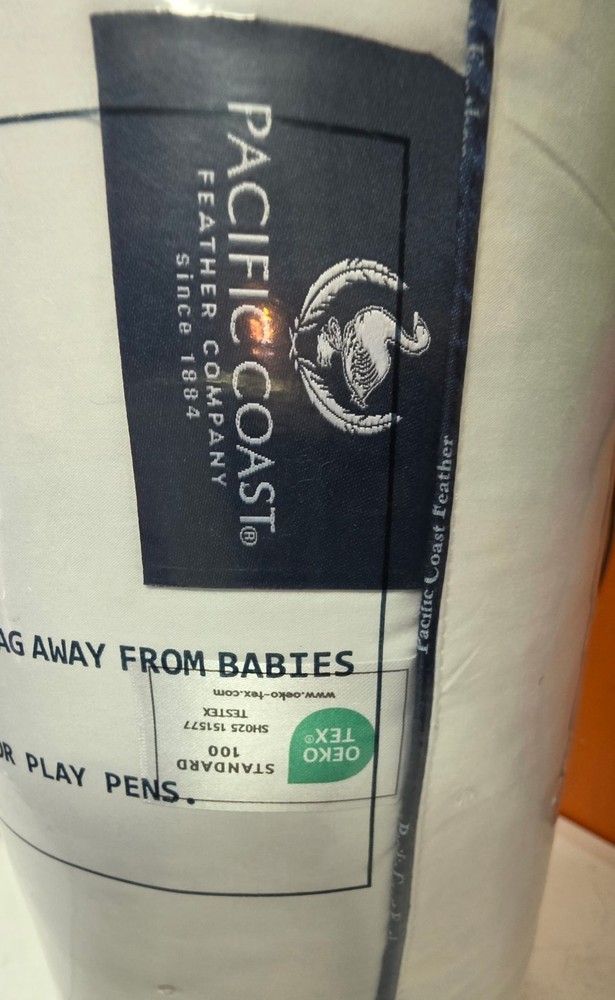 PACIFIC COAST®
FEATHER COMPANY
since 1884
Pacific Coast Feather
AWAY FROM BABIES
PLAY PENS.
OEKO
TEX®
STANDARD
100
SH025 151577
TESTEX
www.oeko-tex.com